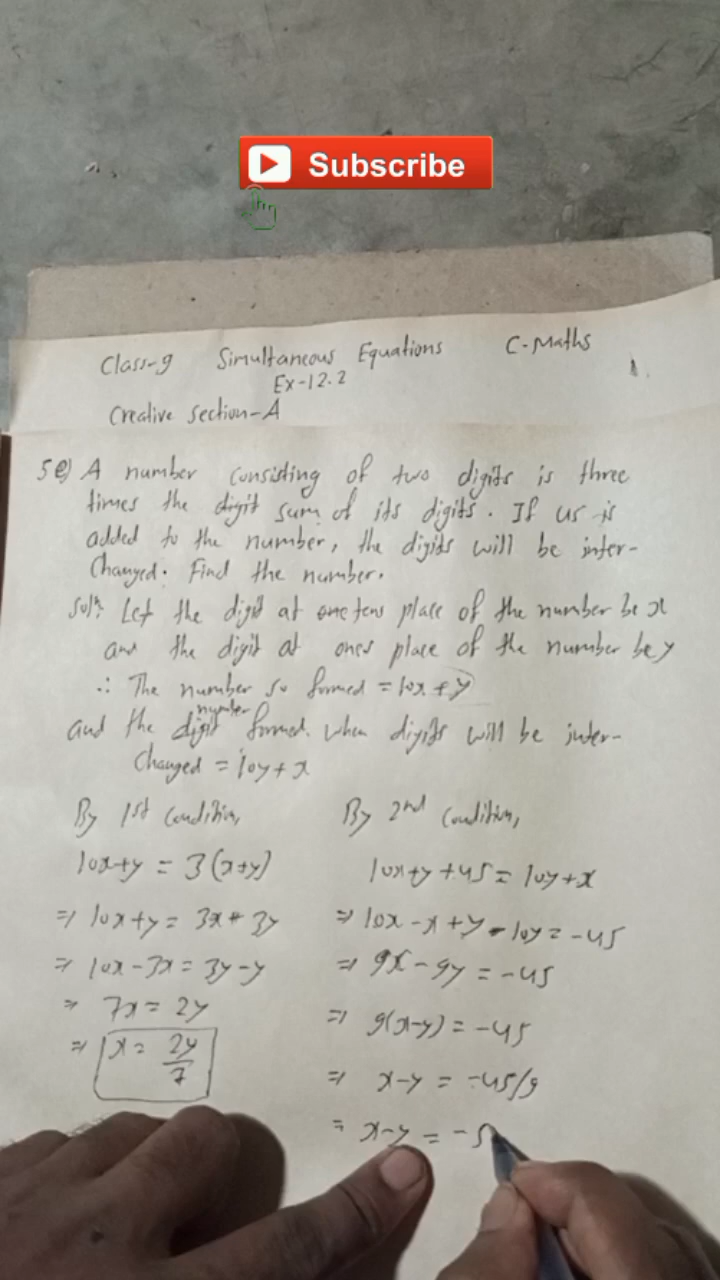 Subscribe
Class-9 Simultaneous Equations C-Maths
Ex-12.2
1.
Creative section-A
5e) A number consisting of two digits is three
times the digit sum of its digits. If 45 is
added to the number, the digits will be inter-
changed. Find the number.
Solⁿ: Let the digit at one tens place of the number be x
and the digit at ones place of the number be y
∴ The number so formed = 10x + y
number
and the digit formed when digits will be inter-
changed = 10y + x
By 1st condition,
10x+y = 3(x+y)
⇒ 10x+y = 3x + 3y
⇒ 10x-3x = 3y-y
⇒ 7x = 2y
⇒ x = 2y/7
By 2nd condition,
10x+y+45 = 10y+x
⇒ 10x-x+y-10y = -45
⇒ 9x-9y = -45
⇒ 9(x-y) = -45
⇒ x-y = -45/9
= x-y = -5